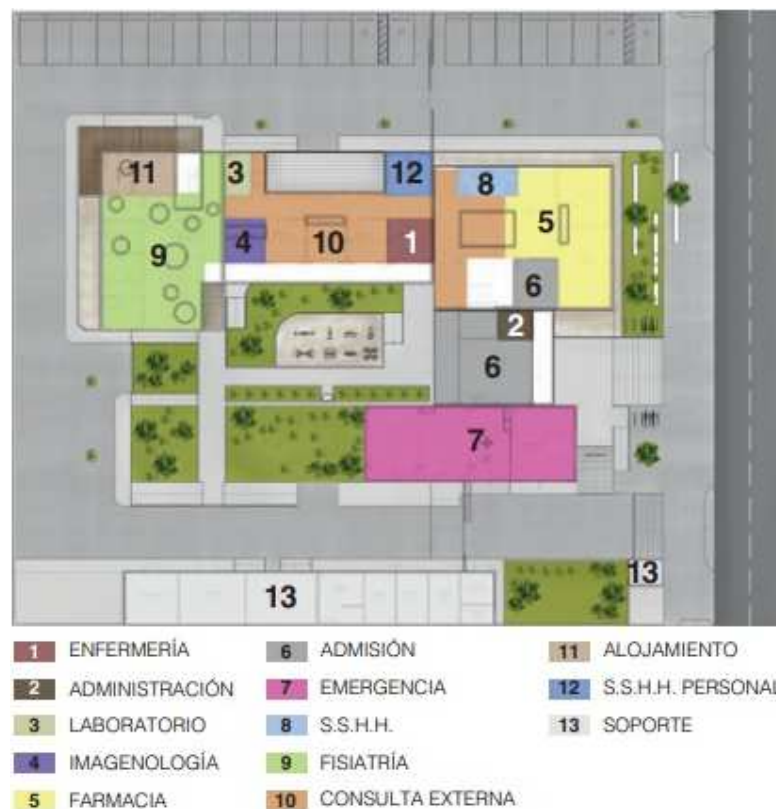 11
3
12
8
5
9
4
10
1
6
2
6
7
13
13
1 ENFERMERÍA
2 ADMINISTRACIÓN
3 LABORATORIO
4 IMAGENOLOGÍA
5 FARMACIA
6 ADMISIÓN
7 EMERGENCIA
8 S.S.H.H.
9 FISIATRÍA
10 CONSULTA EXTERNA
11 ALOJAMIENTO
12 S.S.H.H. PERSONAL
13 SOPORTE